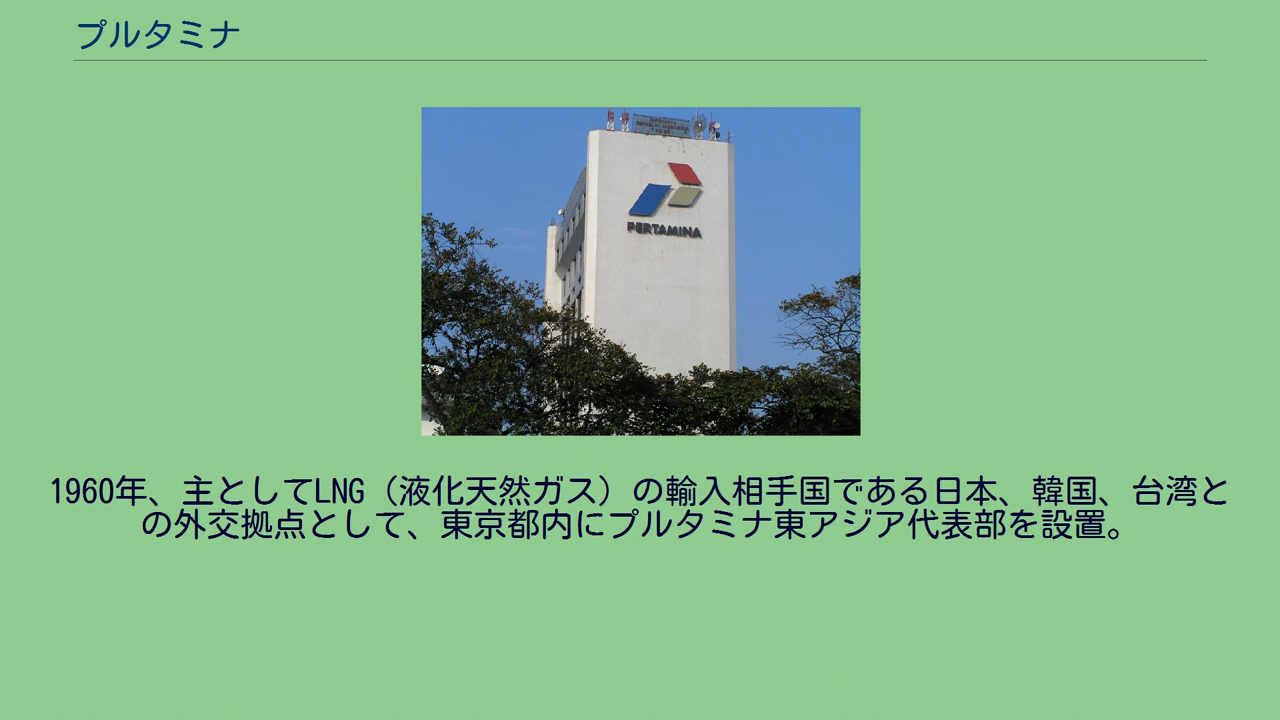 プルタミナ
PERTAMINA
1960年、主としてLNG（液化天然ガス）の輸入相手国である日本、韓国、台湾と
の外交拠点として、東京都内にプルタミナ東アジア代表部を設置。